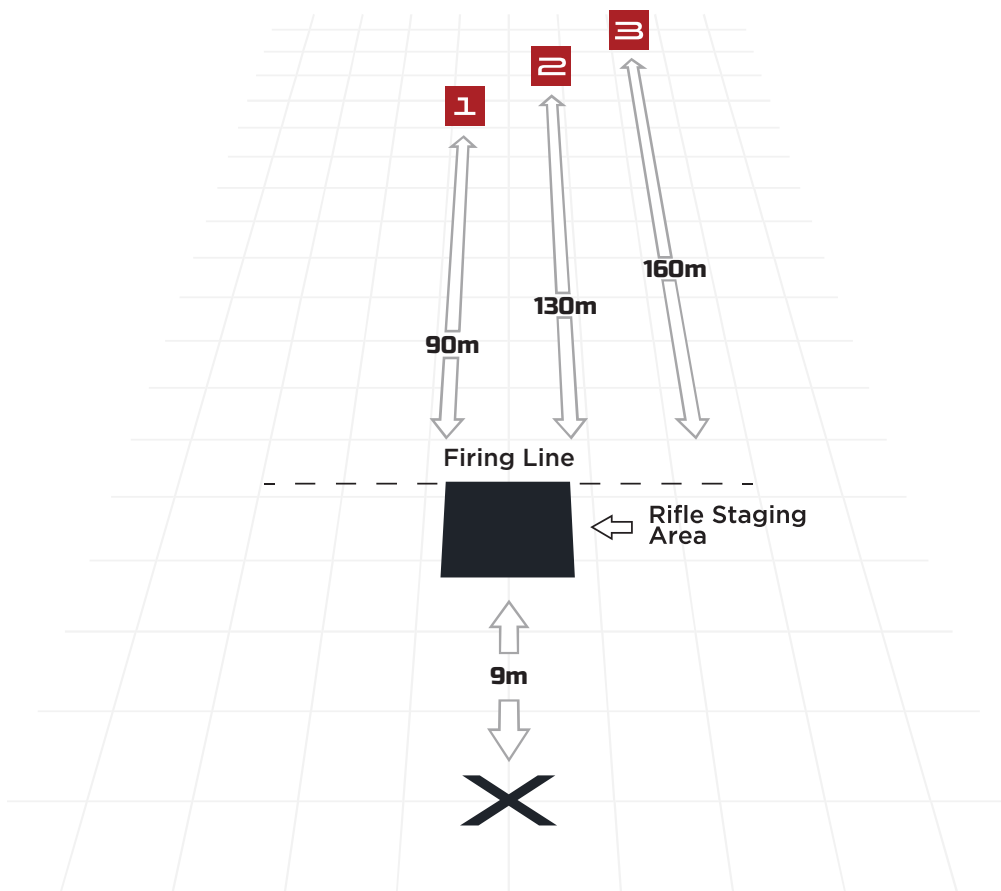 3
2
1
160m
130m
90m
Firing Line
Rifle Staging
Area
9m